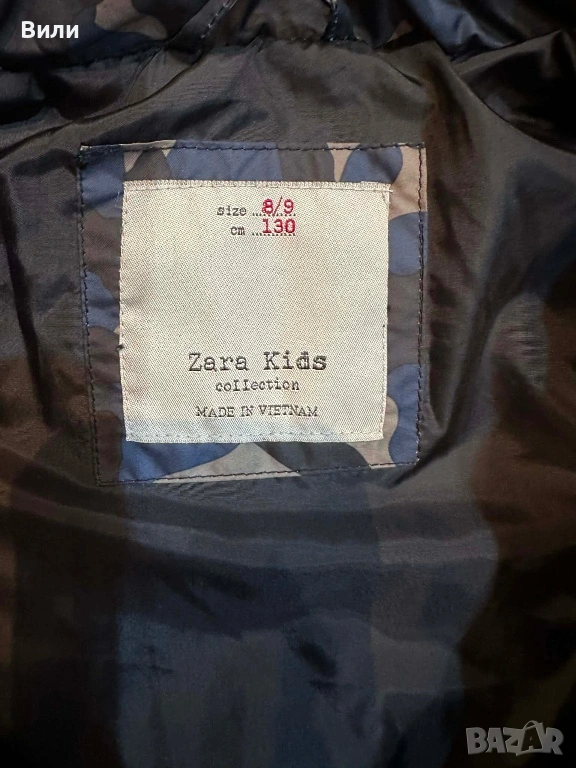 Вили
size ... 8/9
cm ... 130
Zara Kids
collection
MADE IN VIETNAM
BAZAR